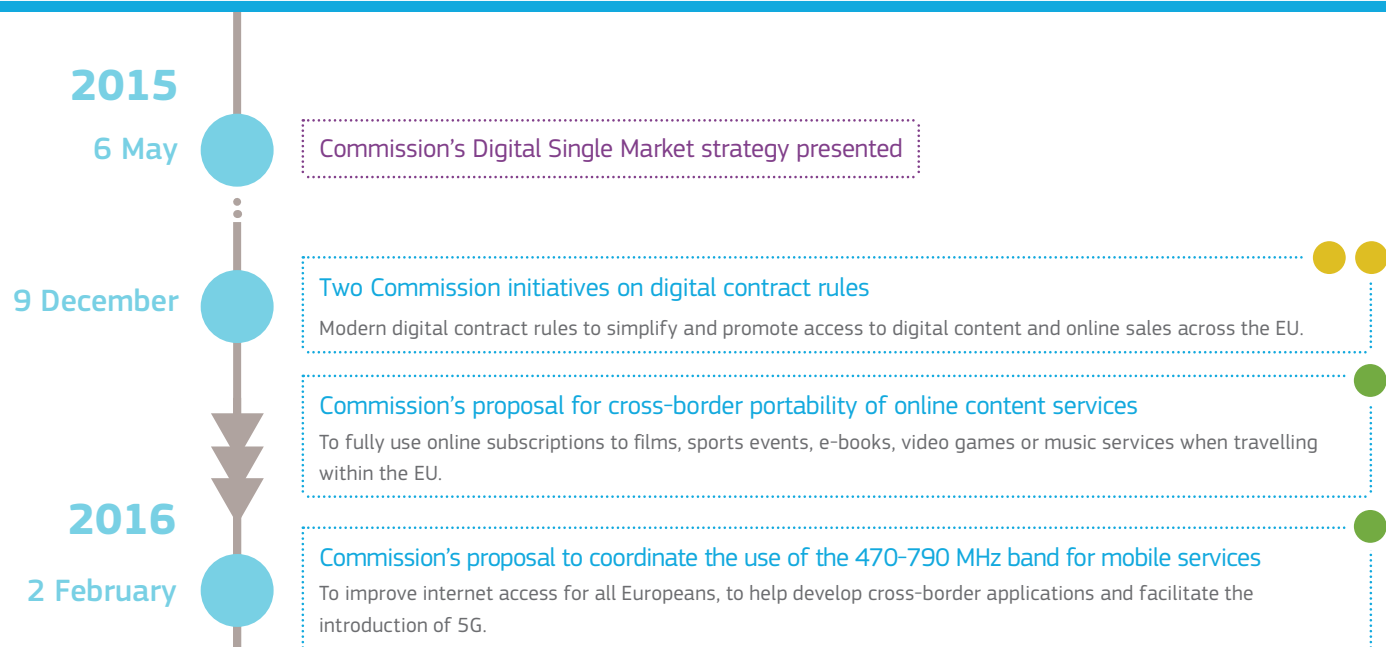 2015
6 May
Commission’s Digital Single Market strategy presented
9 December
Two Commission initiatives on digital contract rules
Modern digital contract rules to simplify and promote access to digital content and online sales across the EU.
Commission’s proposal for cross-border portability of online content services
To fully use online subscriptions to films, sports events, e-books, video games or music services when travelling
within the EU.
2016
2 February
Commission’s proposal to coordinate the use of the 470-790 MHz band for mobile services
To improve internet access for all Europeans, to help develop cross-border applications and facilitate the
introduction of 5G.